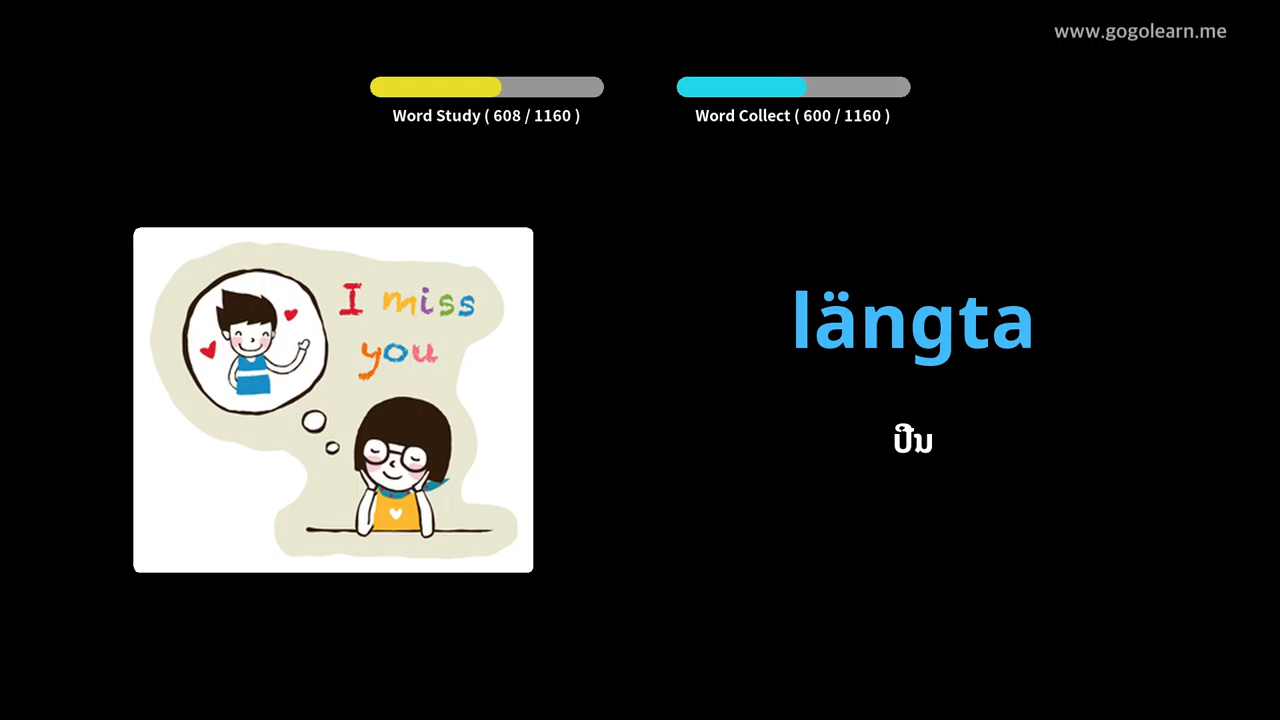 www.gogolearn.me
Word Study ( 608 / 1160 )
Word Collect ( 600 / 1160 )
I miss
you
längta
ປືນ